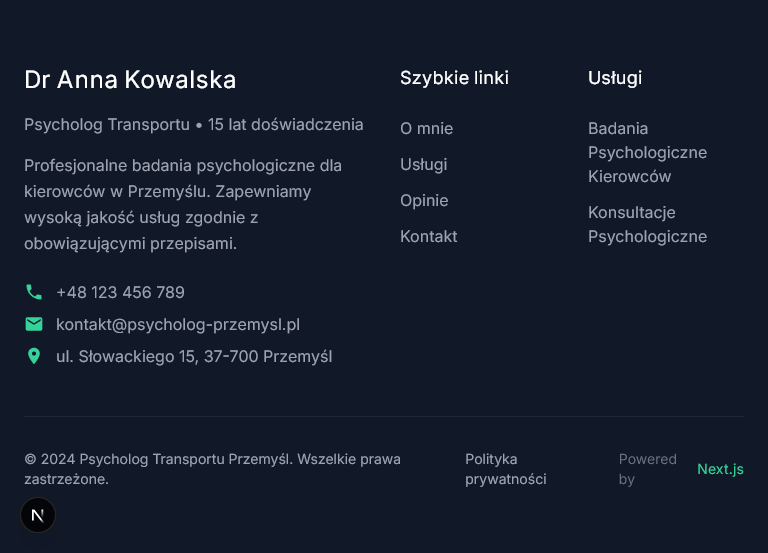 Dr Anna Kowalska
Psycholog Transportu • 15 lat doświadczenia
Profesjonalne badania psychologiczne dla
kierowców w Przemyślu. Zapewniamy
wysoką jakość usług zgodnie z
obowiązującymi przepisami.
+48 123 456 789
kontakt@psycholog-przemysl.pl
ul. Słowackiego 15, 37-700 Przemyśl
Szybkie linki
O mnie
Usługi
Opinie
Kontakt
Usługi
Badania
Psychologiczne
Kierowców
Konsultacje
Psychologiczne
© 2024 Psycholog Transportu Przemyśl. Wszelkie prawa
zastrzeżone.
Polityka
prywatności
Powered
by
Next.js
N